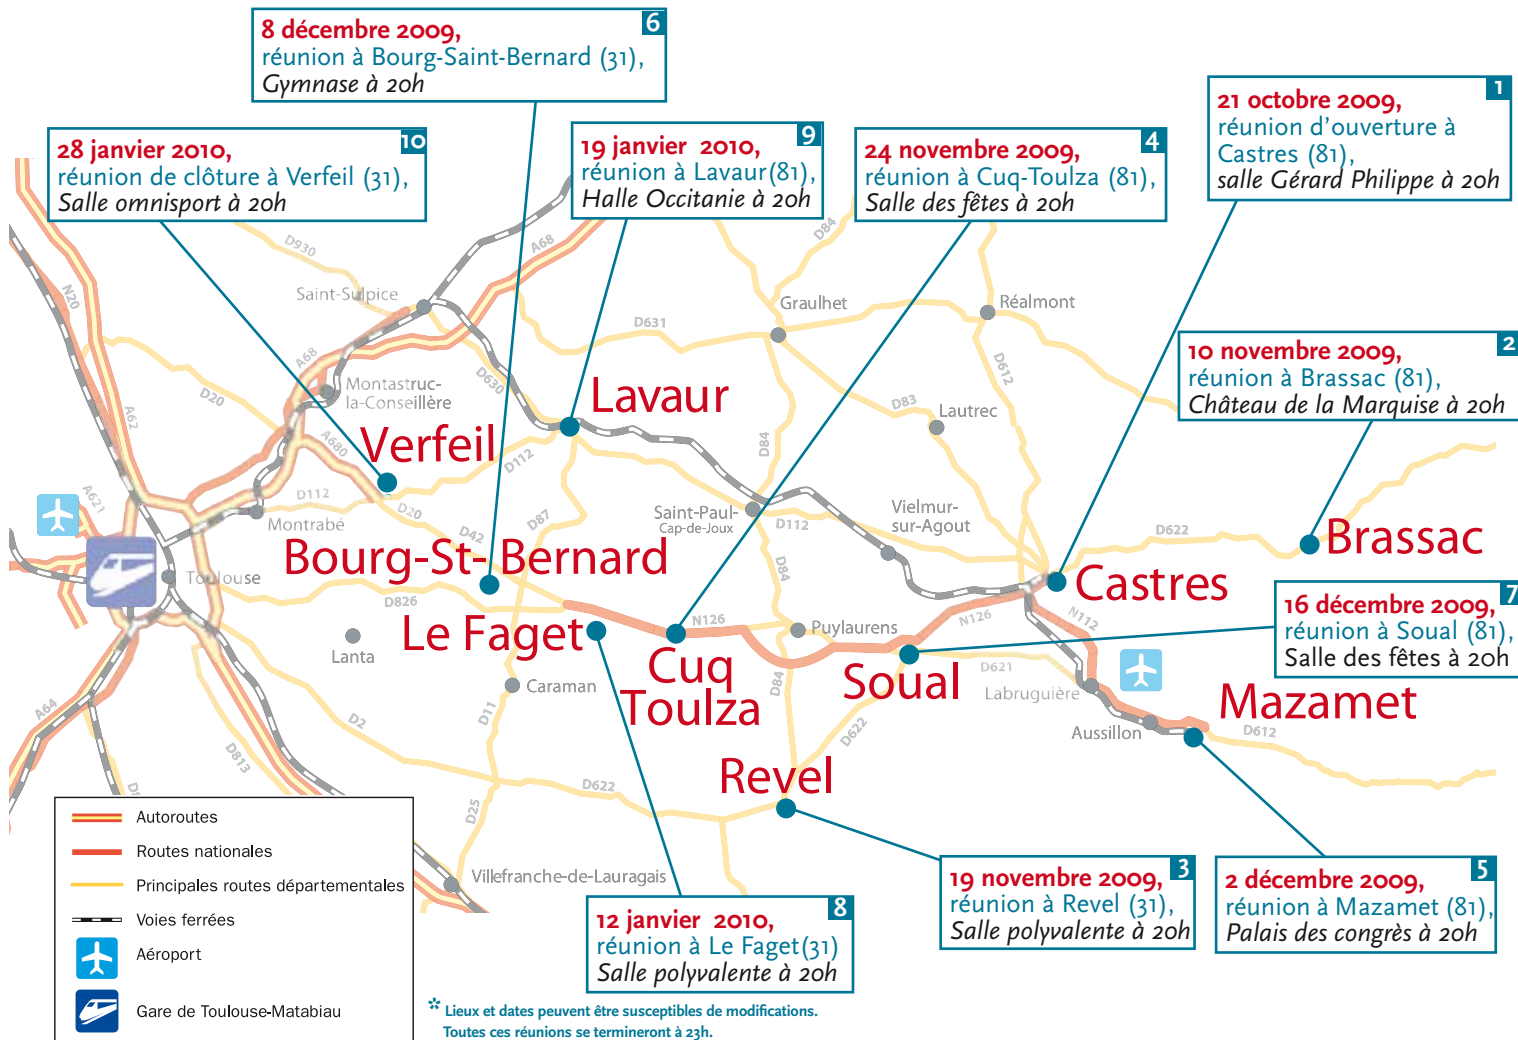 8 décembre 2009,
6
réunion à Bourg-Saint-Bernard (31),
Gymnase à 20h
21 octobre 2009,
1
réunion d'ouverture à
Castres (81),
salle Gérard Philippe à 20h
28 janvier 2010,
10
réunion de clôture à Verfeil (31),
Salle omnisport à 20h
19 janvier 2010,
9
réunion à Lavaur(81),
Halle Occitanie à 20h
24 novembre 2009,
4
réunion à Cuq-Toulza (81),
Salle des fêtes à 20h
D930
A68
D84
N20
Saint-Sulpice
Graulhet
Réalmont
D631
10 novembre 2009,
2
réunion à Brassac (81),
Château de la Marquise à 20h
A68
D630
D612
D20
Montastruc-
la-Conseillère
Lavaur
D83
Lautrec
A62
A680
Verfeil
D112
D84
A621
D112
Montrabé
D20
D42
D87
Saint-Paul-
Cap-de-Joux
D112
Vielmur-
sur-Agout
D622
Brassac
Bourg-St- Bernard
Toulouse
D84
Castres
D826
N126
N126
N112
16 décembre 2009,
7
réunion à Soual (81),
Salle des fêtes à 20h
Le Faget
Lanta
Puylaurens
Cuq
Toulza
Soual
D621
Labruguière
Caraman
D84
Mazamet
A64
D2
D11
D622
Aussillon
D612
D813
Revel
D622
D25
Autoroutes
Routes nationales
Principales routes départementales
Voies ferrées
Aéroport
Gare de Toulouse-Matabiau
Villefranche-de-Lauragais
12 janvier 2010,
8
réunion à Le Faget(31)
Salle polyvalente à 20h
19 novembre 2009,
3
réunion à Revel (31),
Salle polyvalente à 20h
2 décembre 2009,
5
réunion à Mazamet (81),
Palais des congrès à 20h
* Lieux et dates peuvent être susceptibles de modifications.
Toutes ces réunions se termineront à 23h.